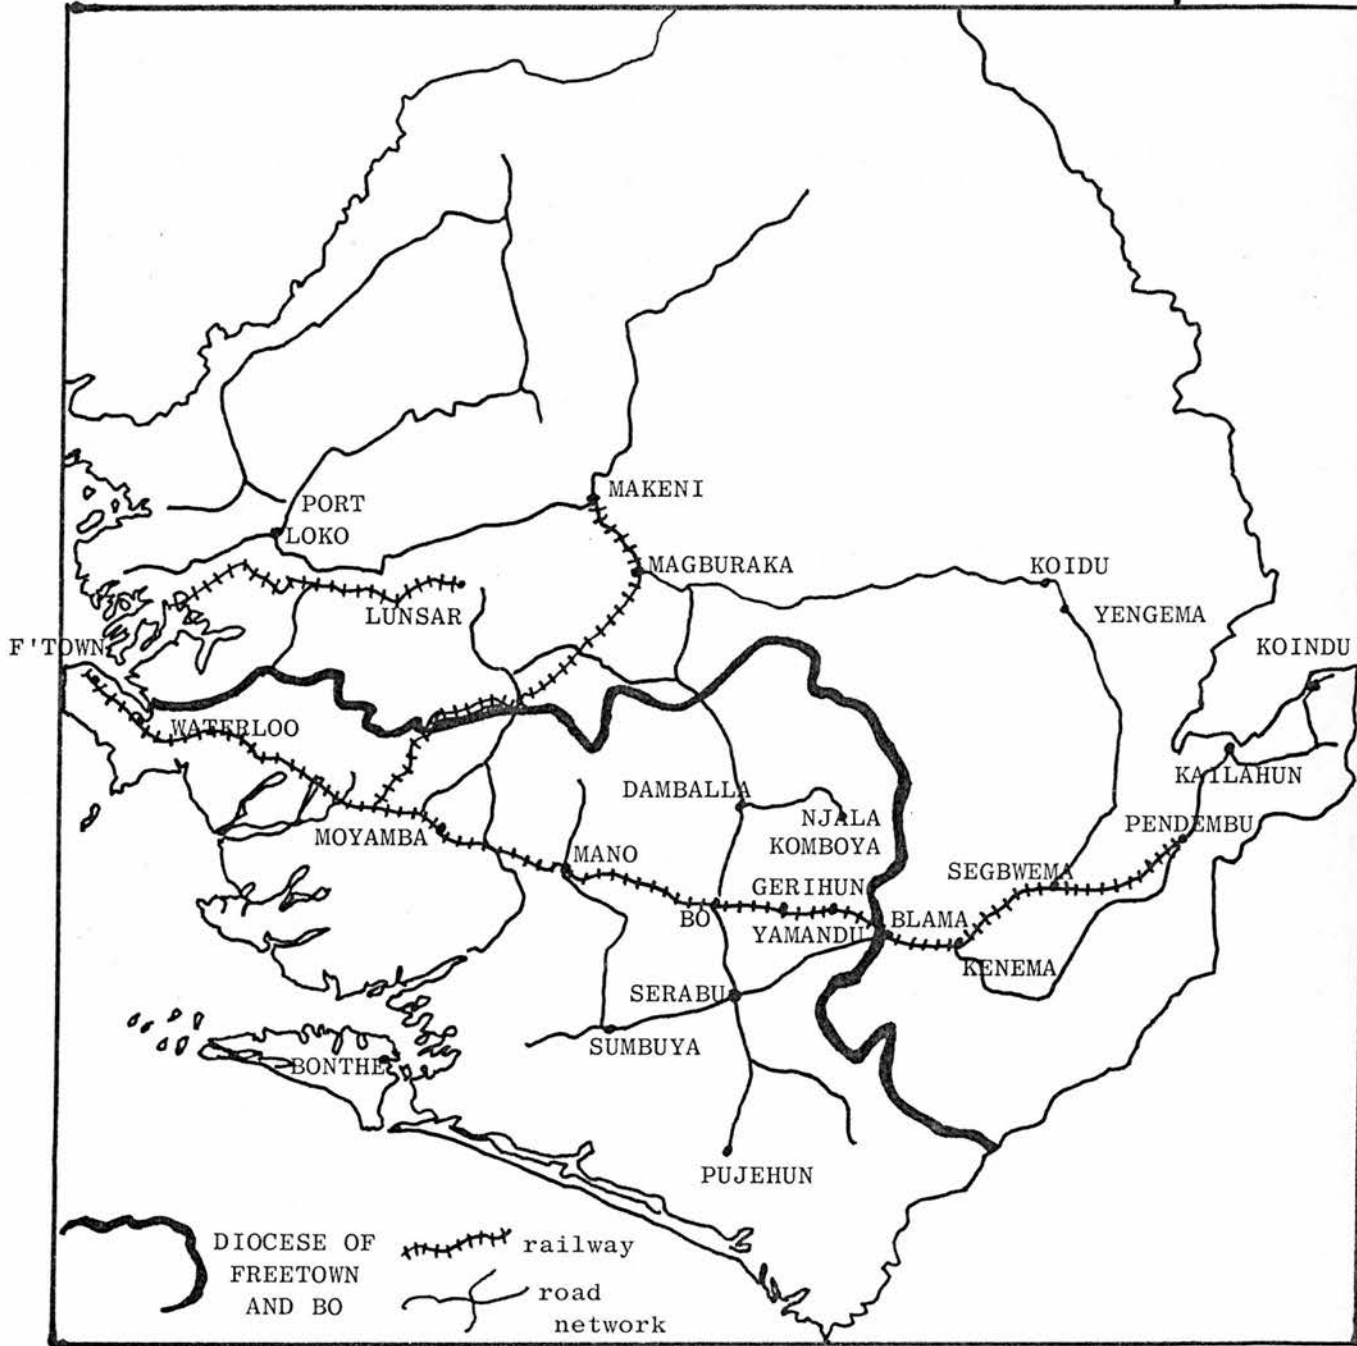 MAKENI
PORT
LOKO
MAGBURAKA
KOIDU
LUNSAR
YENGEMA
F'TOWN
KOINDU
WATERLOO
KAILAHUN
DAMBALLA
NJALA
KOMBOYA
MOYAMBA
PENDEMBU
MANO
SEGBWEMA
GERIHUN
BO
YAMANDU
BLAMA
KENEMA
SERABU
SUMBUYA
BONTHE
PUJEHUN
DIOCESE OF
FREETOWN
AND BO
railway
road
network